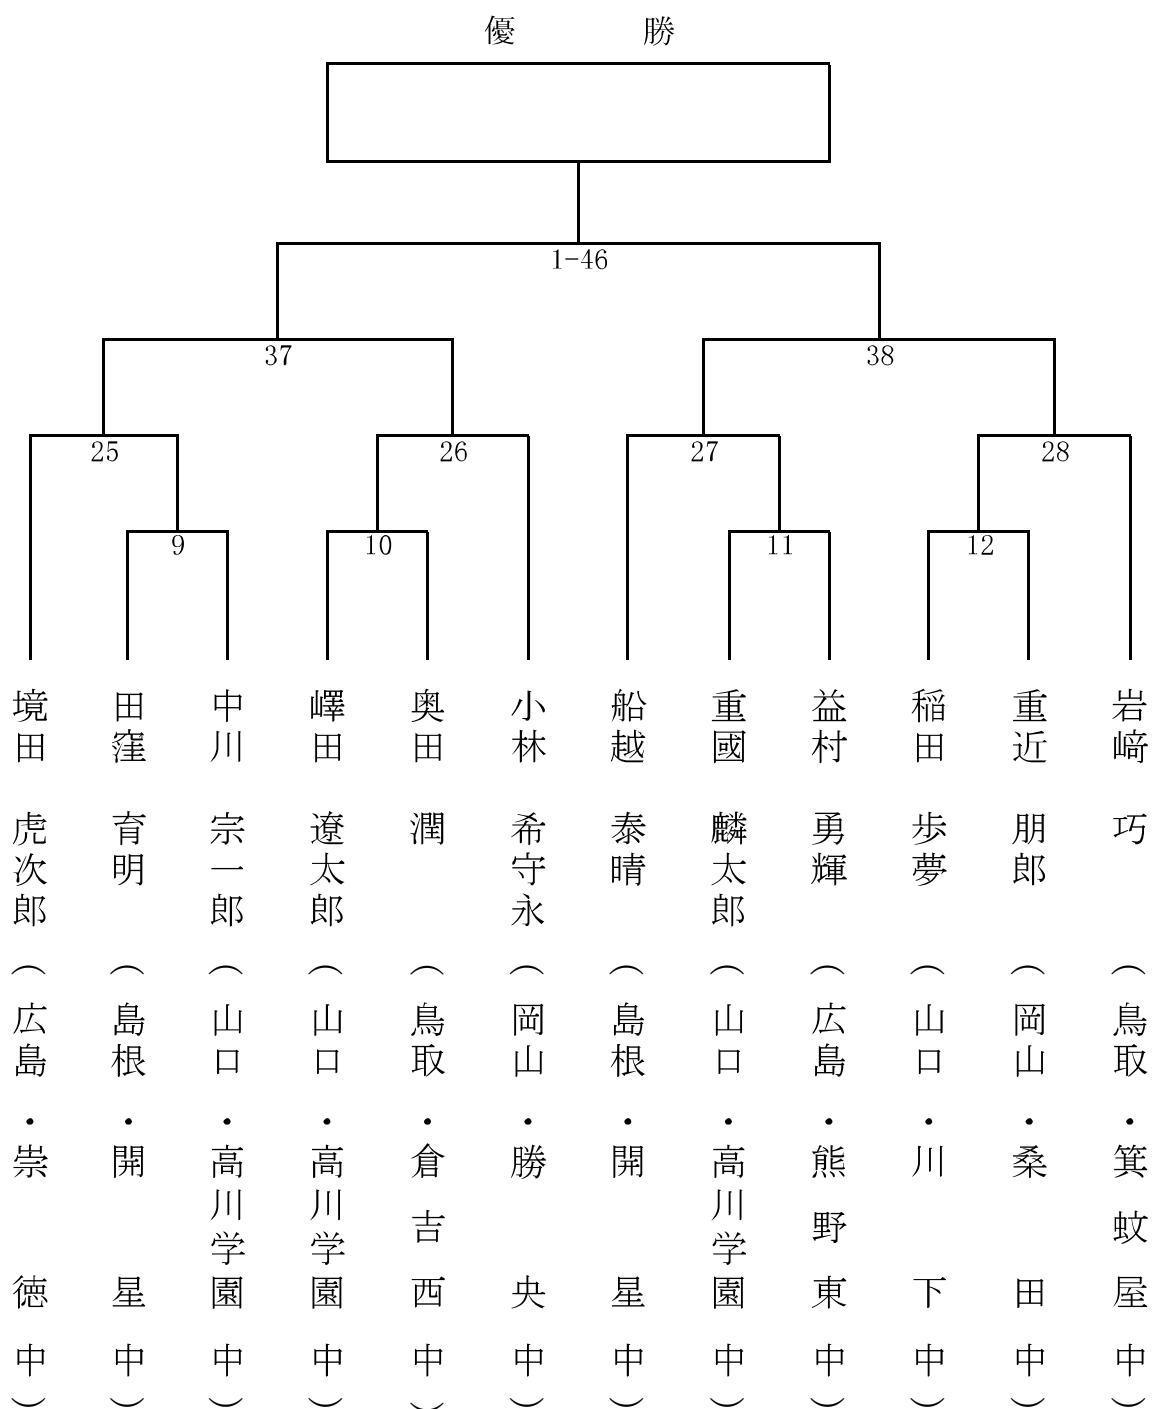 優　勝
1-46
37
38
25
26
27
28
9
10
11
12
境田　虎次郎（広島・崇徳中）
田窪　育明（島根・開星中）
中川　宗一郎（山口・高川学園中）
嶧田　遼太郎（山口・高川学園中）
奥田　潤（鳥取・倉吉西中）
小林　希守永（岡山・勝央中）
船越　泰晴（島根・開星中）
重國　麟太郎（山口・高川学園中）
益村　勇輝（広島・熊野東中）
稲田　歩夢（山口・川下中）
重近　朋郎（岡山・桑田中）
岩﨑　巧（鳥取・箕蚊屋中）